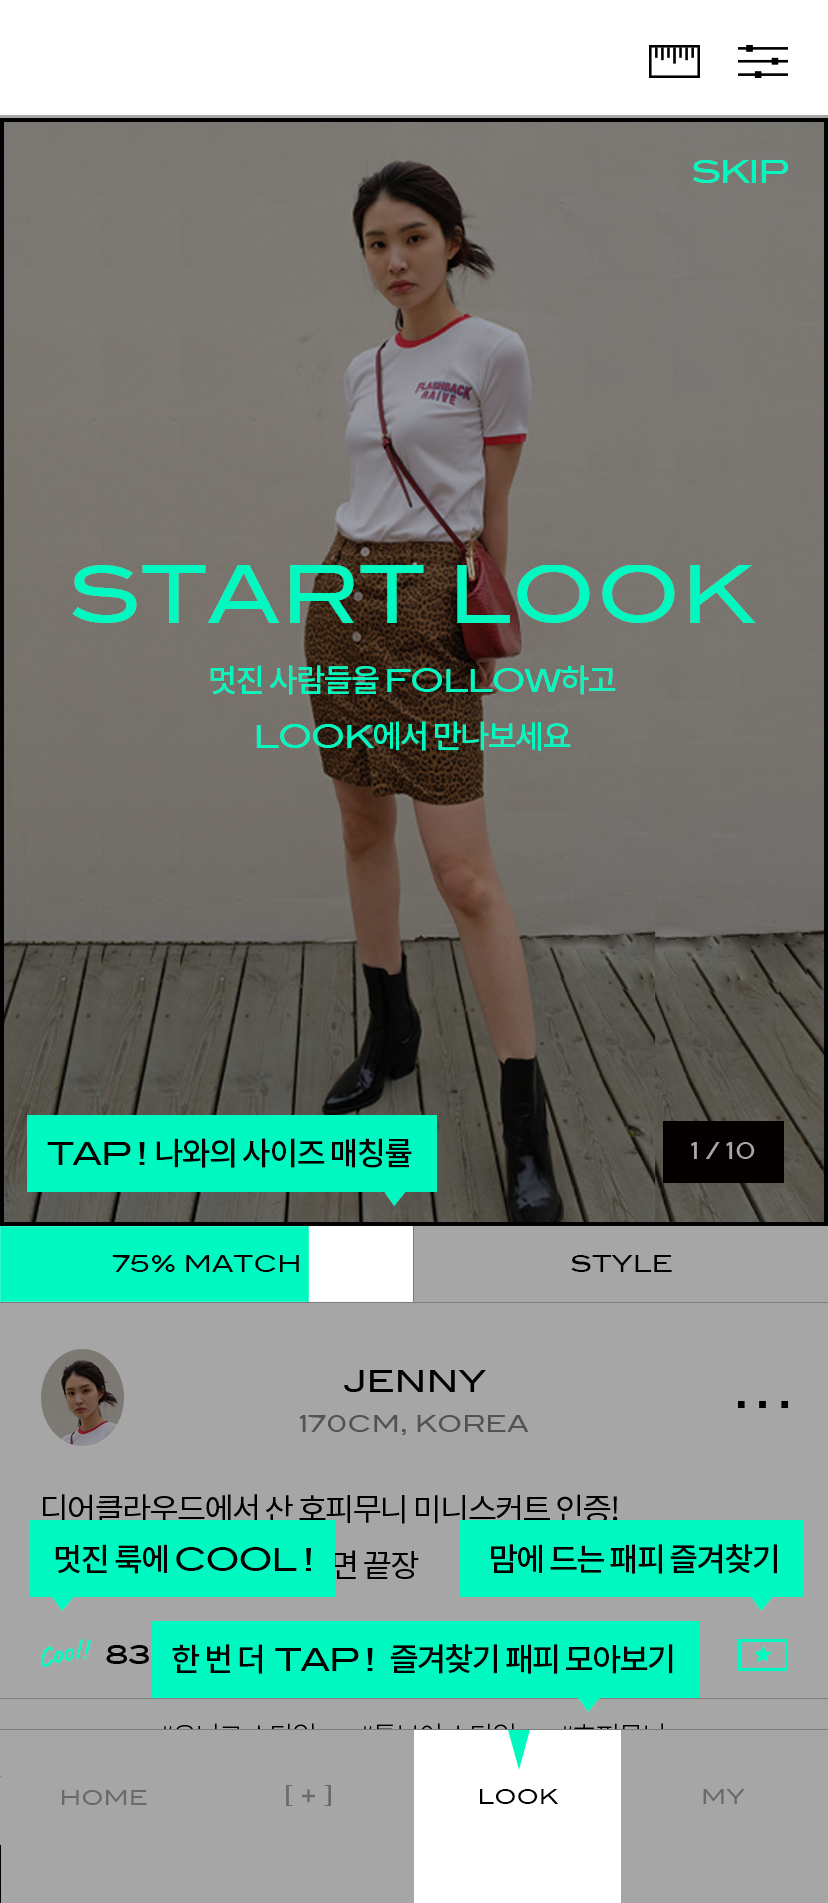 SKIP
FLASHBACK
NAIVE
START LOOK
멋진 사람들을 FOLLOW하고
LOOK에서 만나보세요
TAP ! 나와의 사이즈 매칭률
1 / 10
75% MATCH
STYLE
JENNY
170CM, KOREA
...
디어클라우드에서 산 호피무니 미니스커트 인증!
멋진 룩에 COOL !
면 끝장
맘에 드는 패피 즐겨찾기
Cool!!
83
한 번 더 TAP ! 즐겨찾기 패피 모아보기
HOME
[ + ]
LOOK
MY